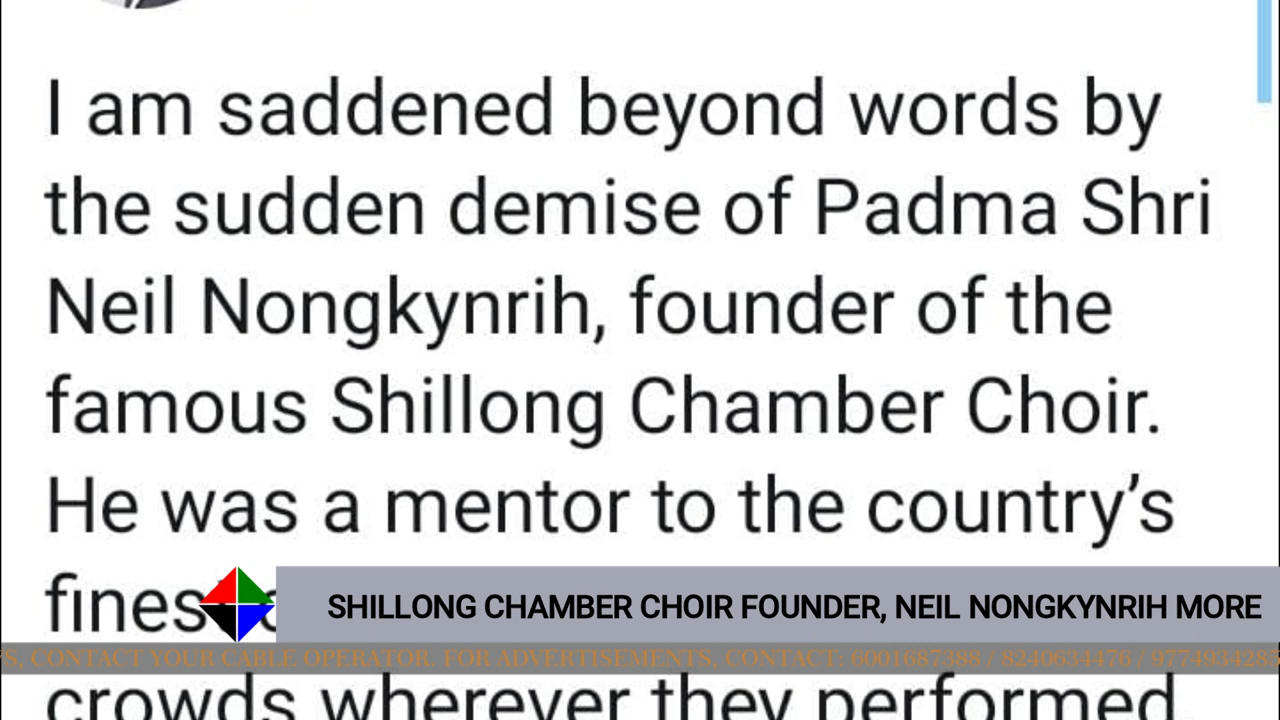 I am saddened beyond words by
the sudden demise of Padma Shri
Neil Nongkynrih, founder of the
famous Shillong Chamber Choir.
He was a mentor to the country’s
SHILLONG CHAMBER CHOIR FOUNDER, NEIL NONGKYNRIH MORE
, CONTACT YOUR CABLE OPERATOR. FOR ADVERTISEMENTS, CONTACT: 6001687388 / 8240634476 /
crowds wherever they performed.